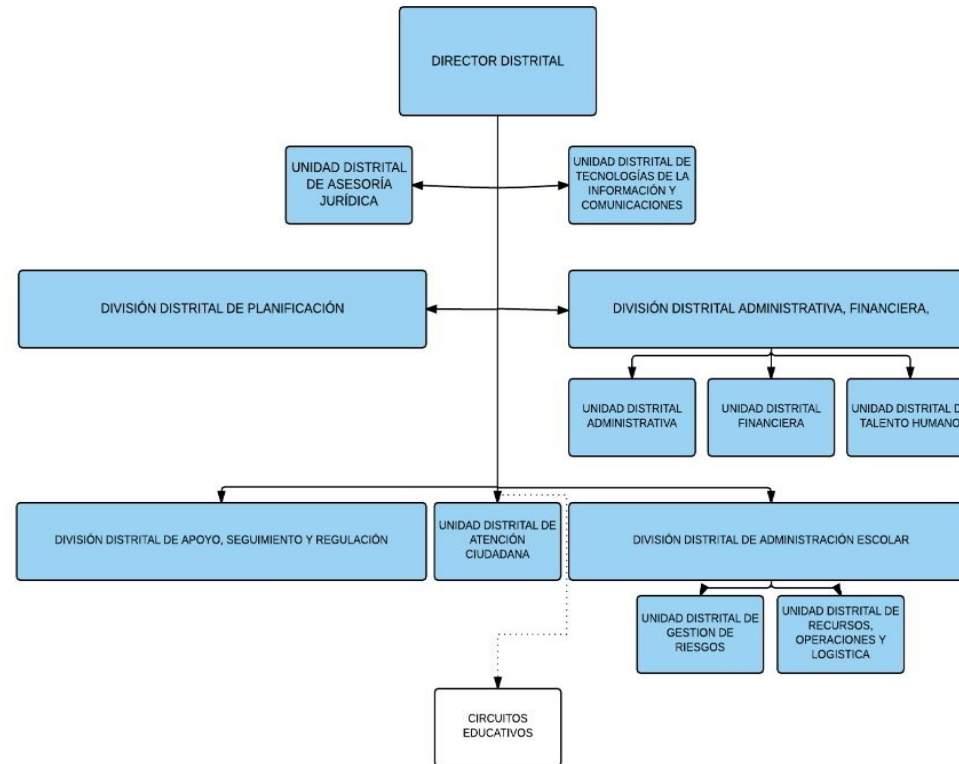 DIRECTOR DISTRITAL
UNIDAD DISTRITAL
DE ASESORÍA
JURÍDICA
UNIDAD DISTRITAL DE
TECNOLOGÍAS DE LA
INFORMACIÓN Y
COMUNICACIONES
DIVISIÓN DISTRITAL DE PLANIFICACIÓN
DIVISIÓN DISTRITAL ADMINISTRATIVA, FINANCIERA,
UNIDAD DISTRITAL
ADMINISTRATIVA
UNIDAD DISTRITAL
FINANCIERA
UNIDAD DISTRITAL D
TALENTO HUMANO
DIVISIÓN DISTRITAL DE APOYO, SEGUIMIENTO Y REGULACIÓN
UNIDAD DISTRITAL DE
ATENCIÓN
CIUDADANA
DIVISIÓN DISTRITAL DE ADMINISTRACIÓN ESCOLAR
UNIDAD DISTRITAL DE
GESTION DE
RIESGOS
UNIDAD DISTRITAL DE
RECURSOS,
OPERACIONES Y
LOGISTICA
CIRCUITOS
EDUCATIVOS